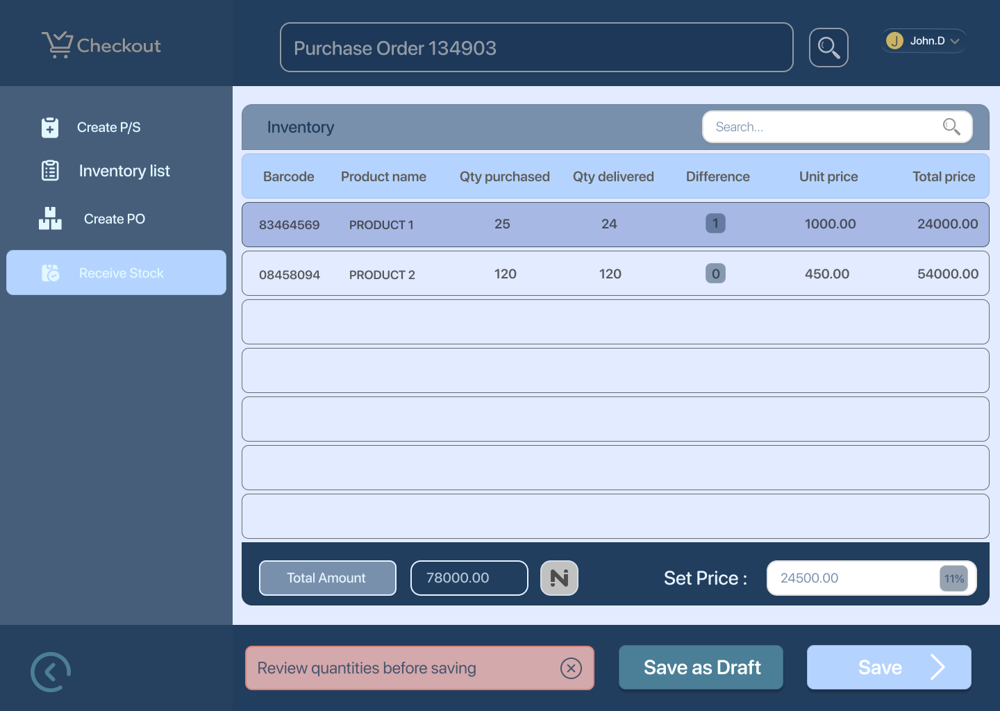 Checkout
Purchase Order 134903
J John.D
Create P/S
Inventory list
Create PO
Receive Stock
Inventory
Search...
Barcode Product name Qty purchased Qty delivered Difference Unit price Total price
83464569 PRODUCT 1 25 24 1 1000.00 24000.00
08458094 PRODUCT 2 120 120 0 450.00 54000.00
Total Amount 78000.00 N Set Price : 24500.00 11%
Review quantities before saving
Save as Draft
Save